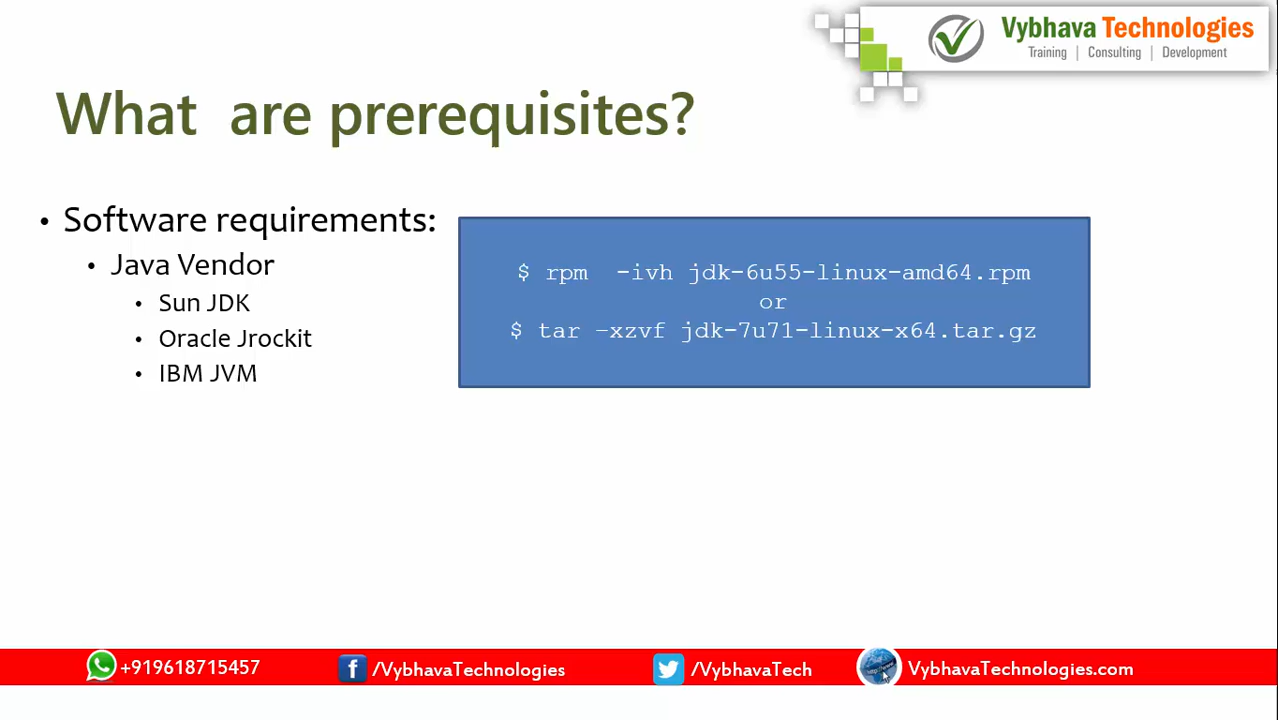 Vybhava Technologies
Training | Consulting | Development
What are prerequisites?
• Software requirements:
• Java Vendor
• Sun JDK
• Oracle Jrockit
• IBM JVM
$ rpm -ivh jdk-6u55-linux-amd64.rpm
or
$ tar –xzvf jdk-7u71-linux-x64.tar.gz
+919618715457 f /VybhavaTechnologies /VybhavaTech VybhavaTechnologies.com